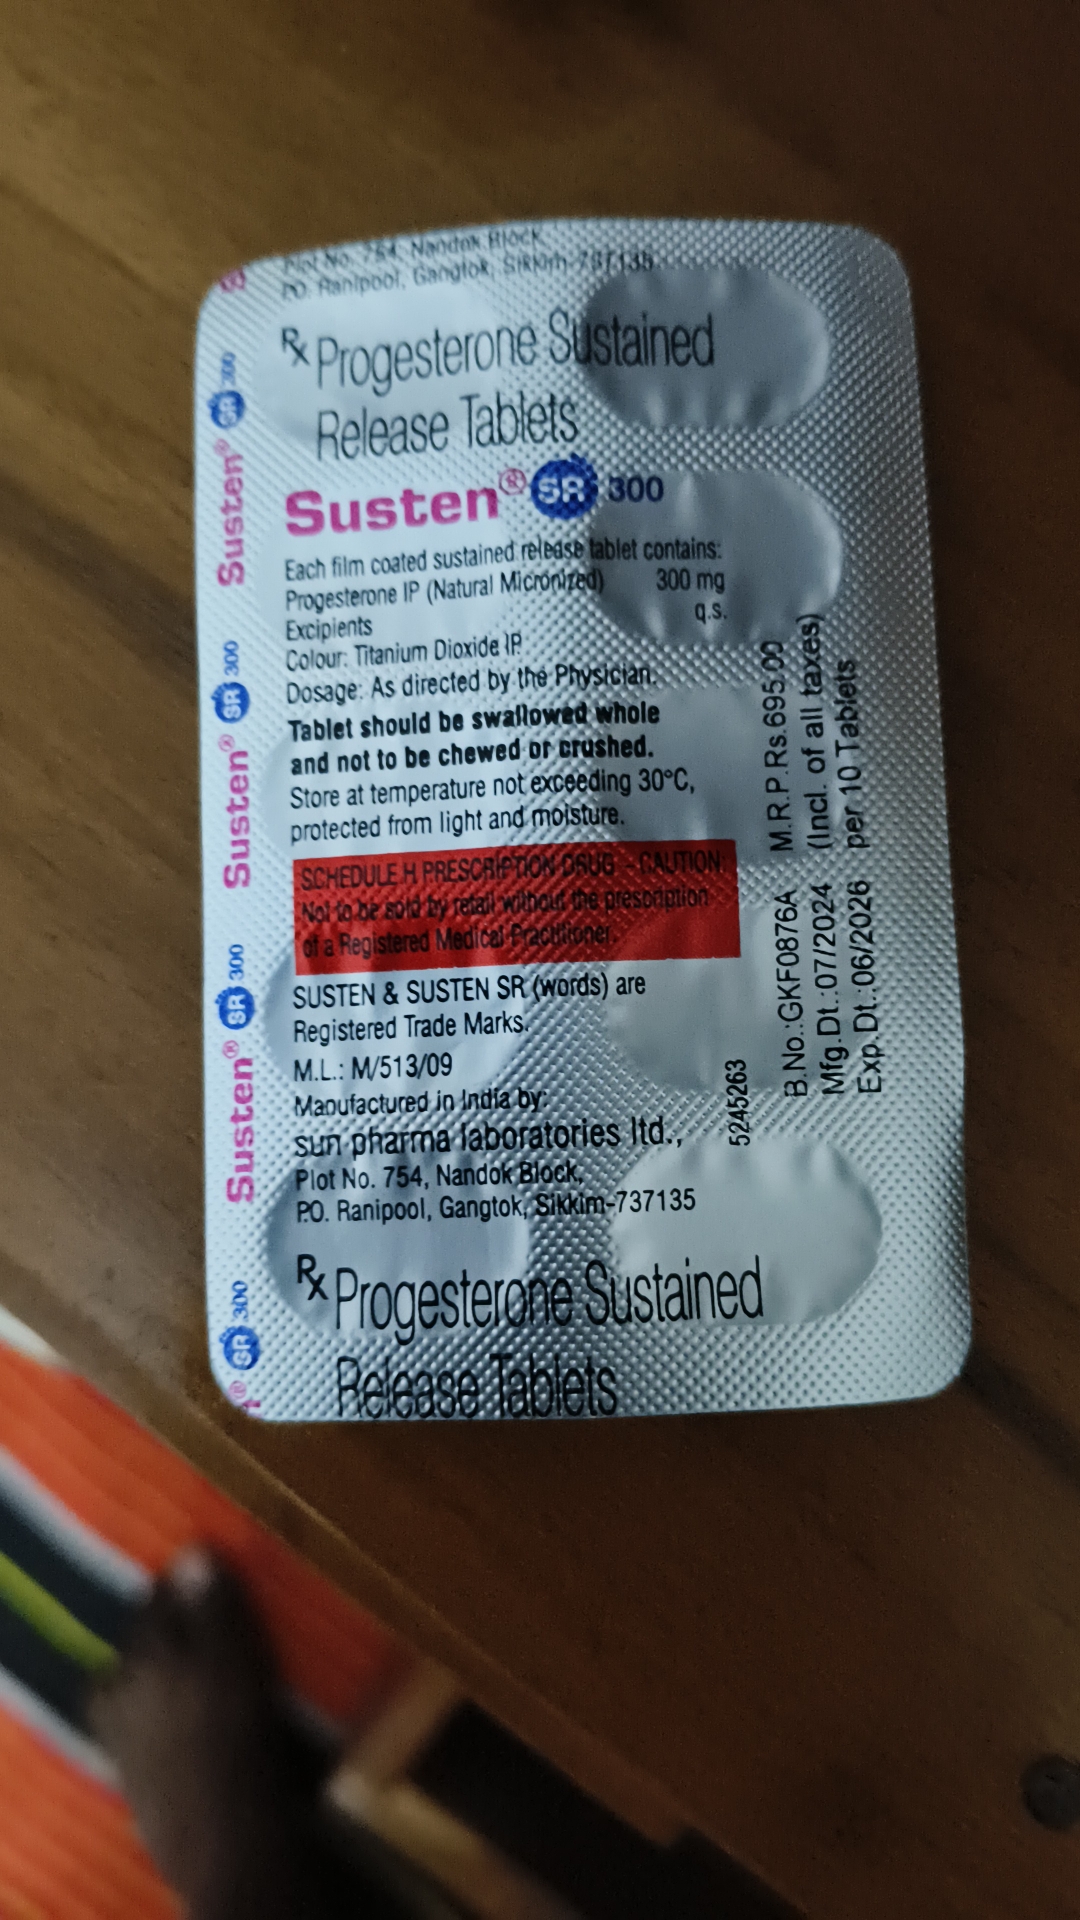 Plot No. 754, Nandok Block,
P.O. Ranipool, Gangtok, Sikkim-737135
Rx Progesterone Sustained
Release Tablets
Susten® SR 300
Each film coated sustained release tablet contains:
Progesterone IP (Natural Micronized) 300 mg
Excipients q.s.
Colour: Titanium Dioxide IP
Dosage: As directed by the Physician.
Tablet should be swallowed whole
and not to be chewed or crushed.
Store at temperature not exceeding 30°C,
protected from light and moisture.
SCHEDULE H PRESCRIPTION DRUG - CAUTION
Not to be sold by retail without the prescription
of a Registered Medical Practitioner.
SUSTEN & SUSTEN SR (words) are
Registered Trade Marks.
M.L.: M/513/09
Manufactured in India by:
sun pharma laboratories ltd.,
Plot No. 754, Nandok Block,
P.O. Ranipool, Gangtok, Sikkim-737135
Rx Progesterone Sustained
Release Tablets
Susten® SR 300
Susten® SR 300
Susten® SR 300
SR 300
5245263
B.No.:GKF0876A M.R.P.Rs.695.00
Mfg.Dt.:07/2024 (Incl. of all taxes)
Exp.Dt.:06/2026 per 10 Tablets